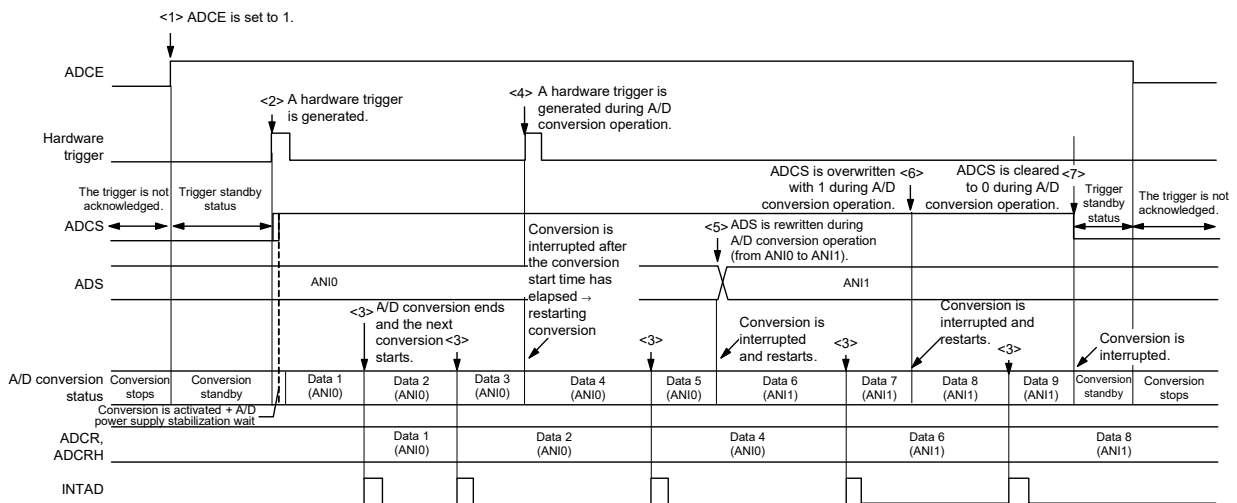 <1> ADCE is set to 1.
ADCE
<2> A hardware trigger
is generated.
<4> A hardware trigger is
generated during A/D
conversion operation.
Hardware
trigger
The trigger is not
acknowledged.
Trigger standby
status
ADCS is overwritten <6>
with 1 during A/D
conversion operation.
ADCS is cleared <7>
to 0 during A/D
conversion operation.
Trigger
standby
status
The trigger is not
acknowledged.
ADCS
Conversion is
interrupted after
the conversion
start time has
elapsed →
restarting
conversion
<5> ADS is rewritten during
A/D conversion operation
(from ANI0 to ANI1).
ADS
ANI0
ANI1
<3> A/D conversion ends
and the next
conversion
starts.
<3>
<3>
Conversion is
interrupted
and restarts.
<3>
Conversion is
interrupted and
restarts.
<3>
Conversion is
interrupted.
A/D conversion
status
Conversion
stops
Conversion
standby
Data 1
(ANI0)
Data 2
(ANI0)
Data 3
(ANI0)
Data 4
(ANI0)
Data 5
(ANI0)
Data 6
(ANI1)
Data 7
(ANI1)
Data 8
(ANI1)
Data 9
(ANI1)
Conversion
standby
Conversion
stops
Conversion is activated + A/D
power supply stabilization wait
ADCR,
ADCRH
Data 1
(ANI0)
Data 2
(ANI0)
Data 4
(ANI0)
Data 6
(ANI1)
Data 8
(ANI1)
INTAD